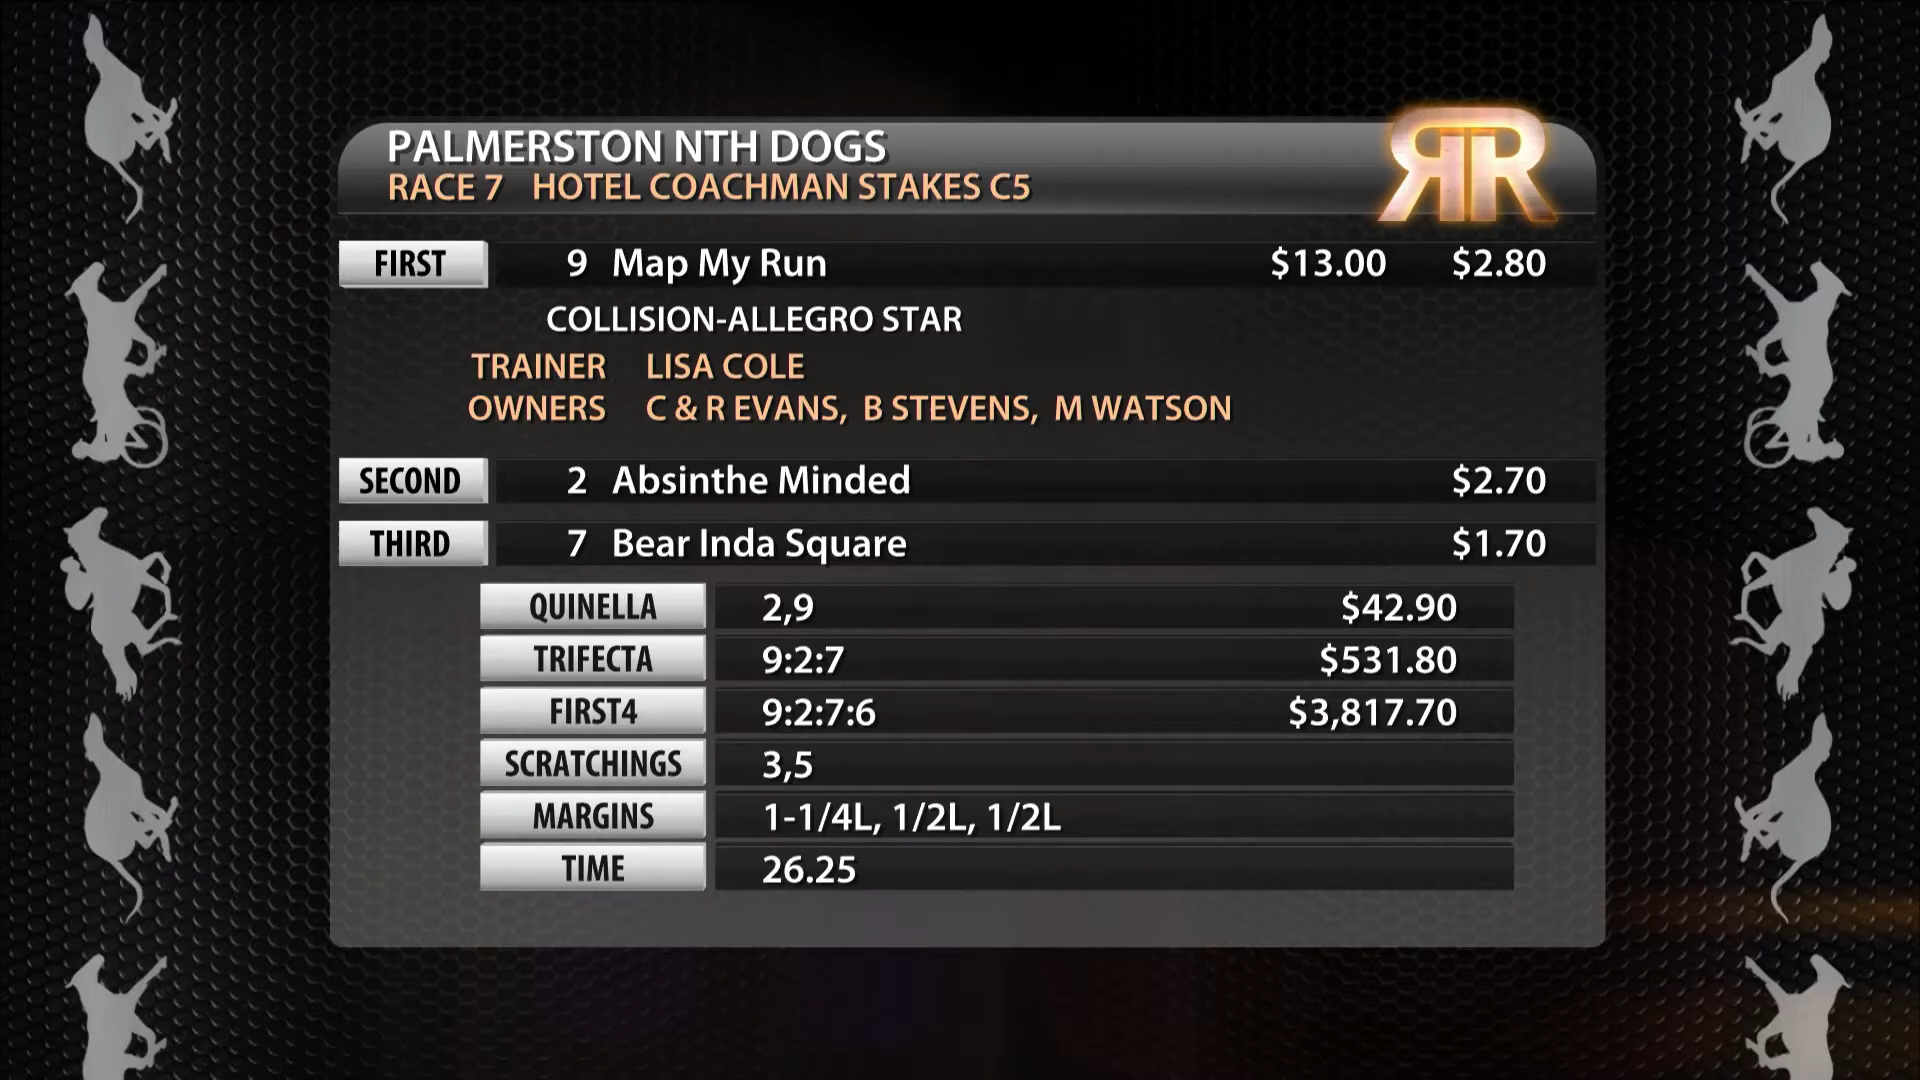 PALMERSTON NTH DOGS
RACE 7 HOTEL COACHMAN STAKES C5
RR
FIRST 9 Map My Run $13.00 $2.80
COLLISION-ALLEGRO STAR
TRAINER LISA COLE
OWNERS C & R EVANS, B STEVENS, M WATSON
SECOND 2 Absinthe Minded $2.70
THIRD 7 Bear Inda Square $1.70
QUINELLA 2,9 $42.90
TRIFECTA 9:2:7 $531.80
FIRST4 9:2:7:6 $3,817.70
SCRATCHINGS 3,5
MARGINS 1-1/4L, 1/2L, 1/2L
TIME 26.25